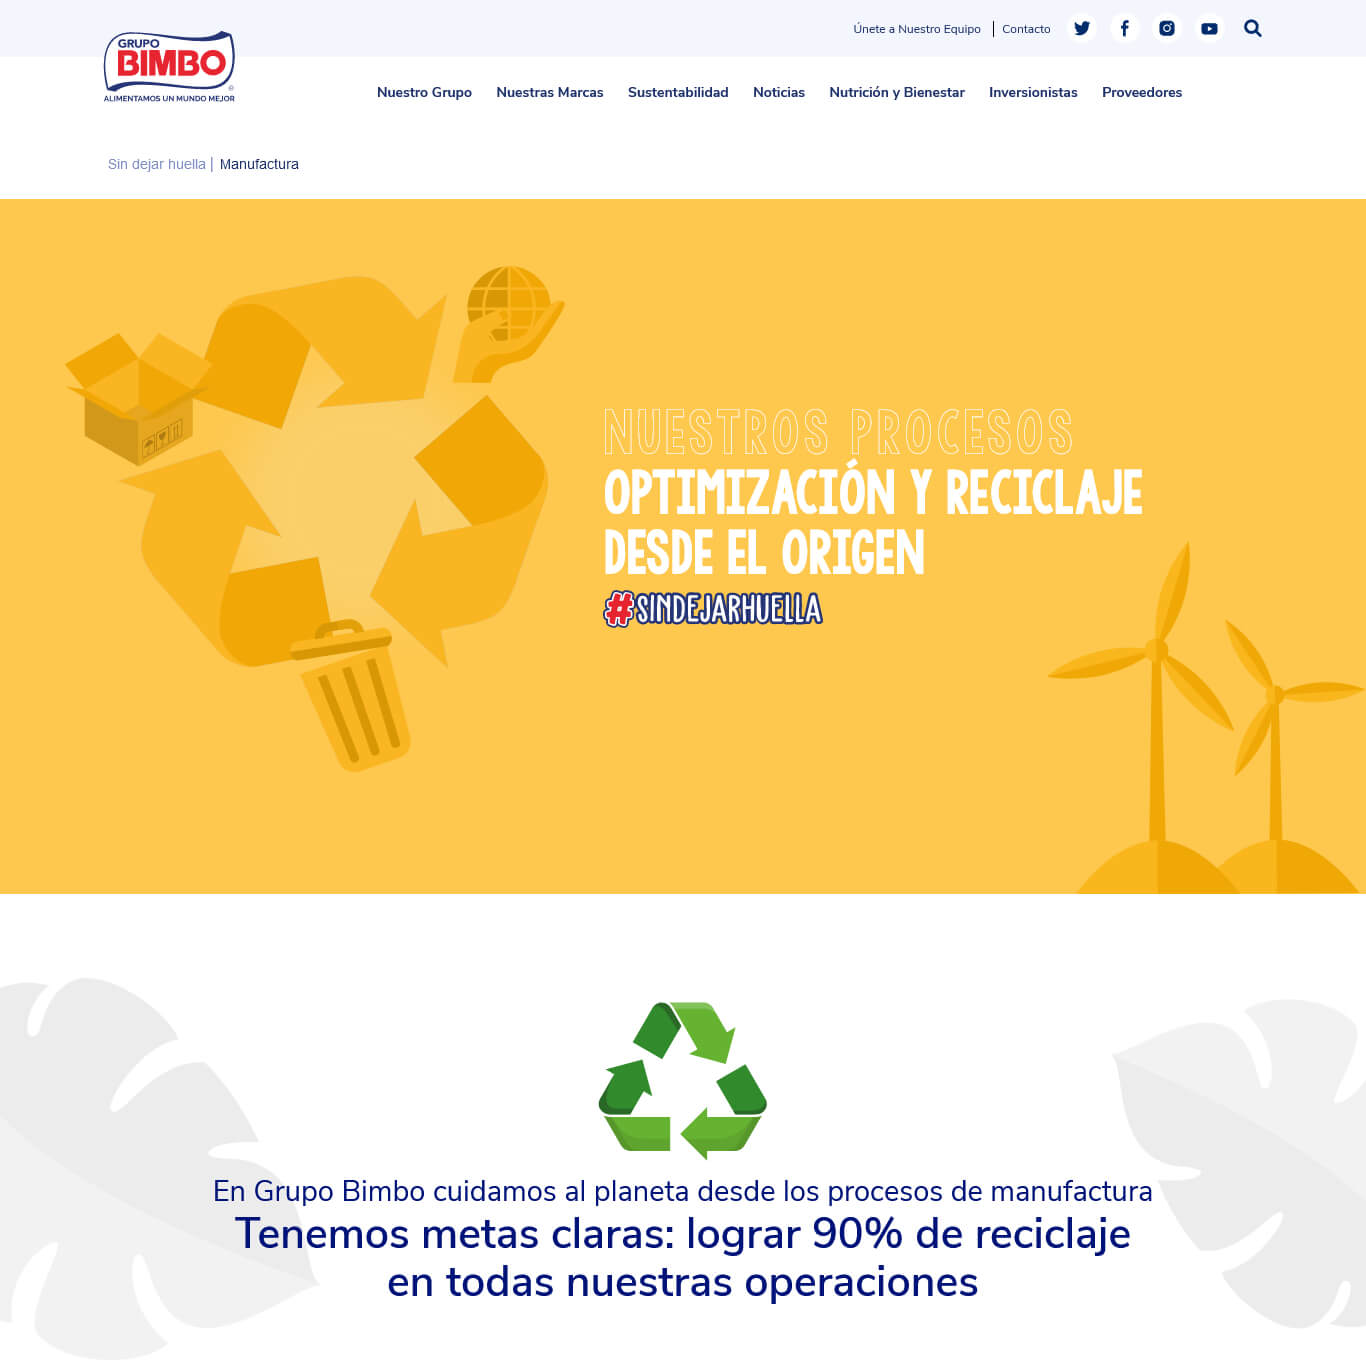 Únete a Nuestro Equipo | Contacto
GRUPO
BIMBO
®
ALIMENTAMOS UN MUNDO MEJOR
Nuestro Grupo Nuestras Marcas Sustentabilidad Noticias Nutrición y Bienestar Inversionistas Proveedores
Sin dejar huella | Manufactura
NUESTROS PROCESOS
OPTIMIZACIÓN Y RECICLAJE
DESDE EL ORIGEN
#SINDEJARHUELLA
En Grupo Bimbo cuidamos al planeta desde los procesos de manufactura
Tenemos metas claras: lograr 90% de reciclaje
en todas nuestras operaciones